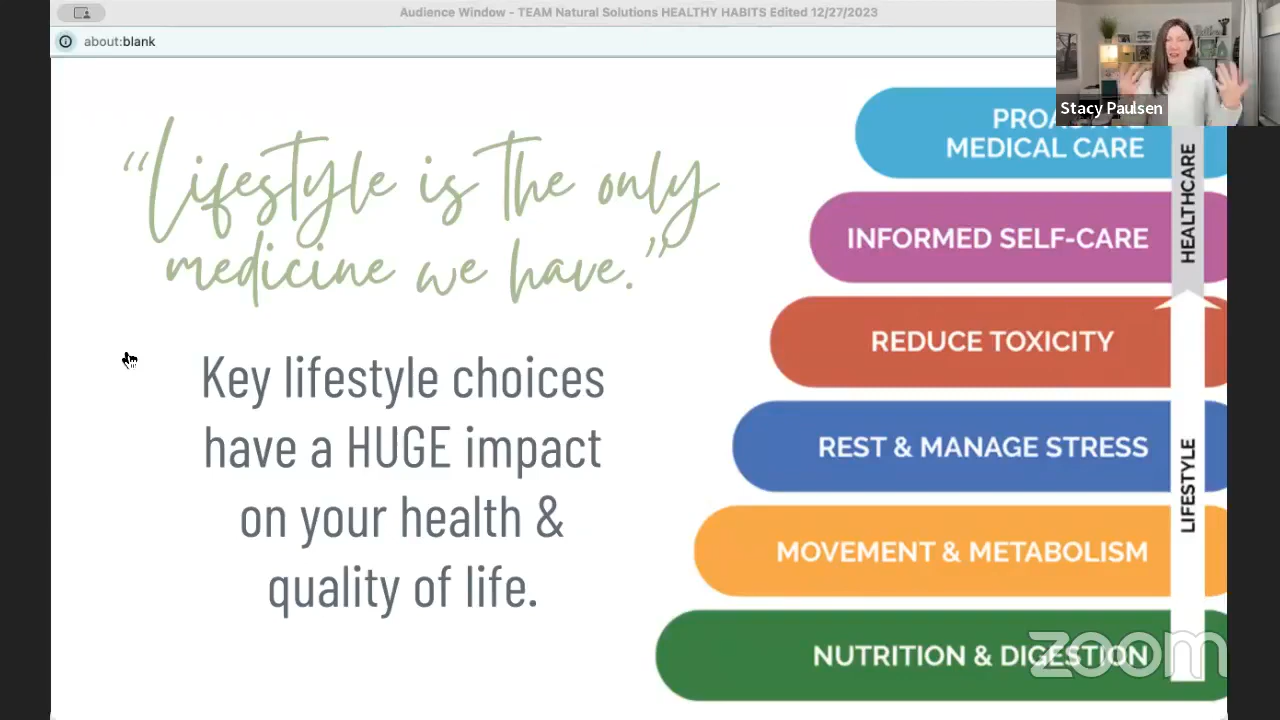 Audience Window - TEAM Natural Solutions HEALTHY HABITS Edited 12/27/2023
about:blank
Stacy Paulsen
“Lifestyle is the only
medicine we have.”
Key lifestyle choices
have a HUGE impact
on your health &
quality of life.
MEDICAL CARE
INFORMED SELF-CARE
REDUCE TOXICITY
REST & MANAGE STRESS
MOVEMENT & METABOLISM
NUTRITION & DIGESTION
HEALTHCARE
LIFESTYLE
zoom